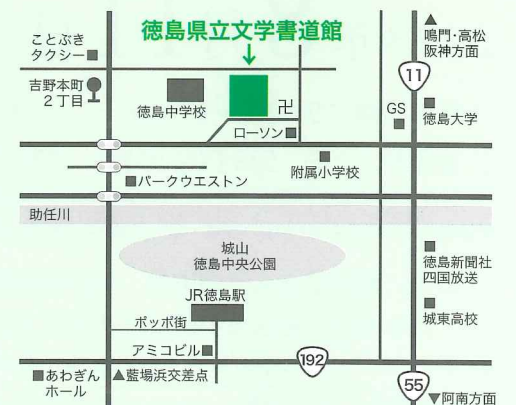 徳島県立文学書道館
▲
鳴門・高松
阪神方面
ことぶき
タクシー
11
吉野本町
2丁目
徳島中学校
卍
GS
徳島大学
ローソン
附属小学校
パークウエストン
助任川
城山
徳島中央公園
徳島新聞社
四国放送
JR徳島駅
ポッポ街
城東高校
アミコビル
192
あわぎん
ホール
▲藍場浜交差点
55
▼阿南方面